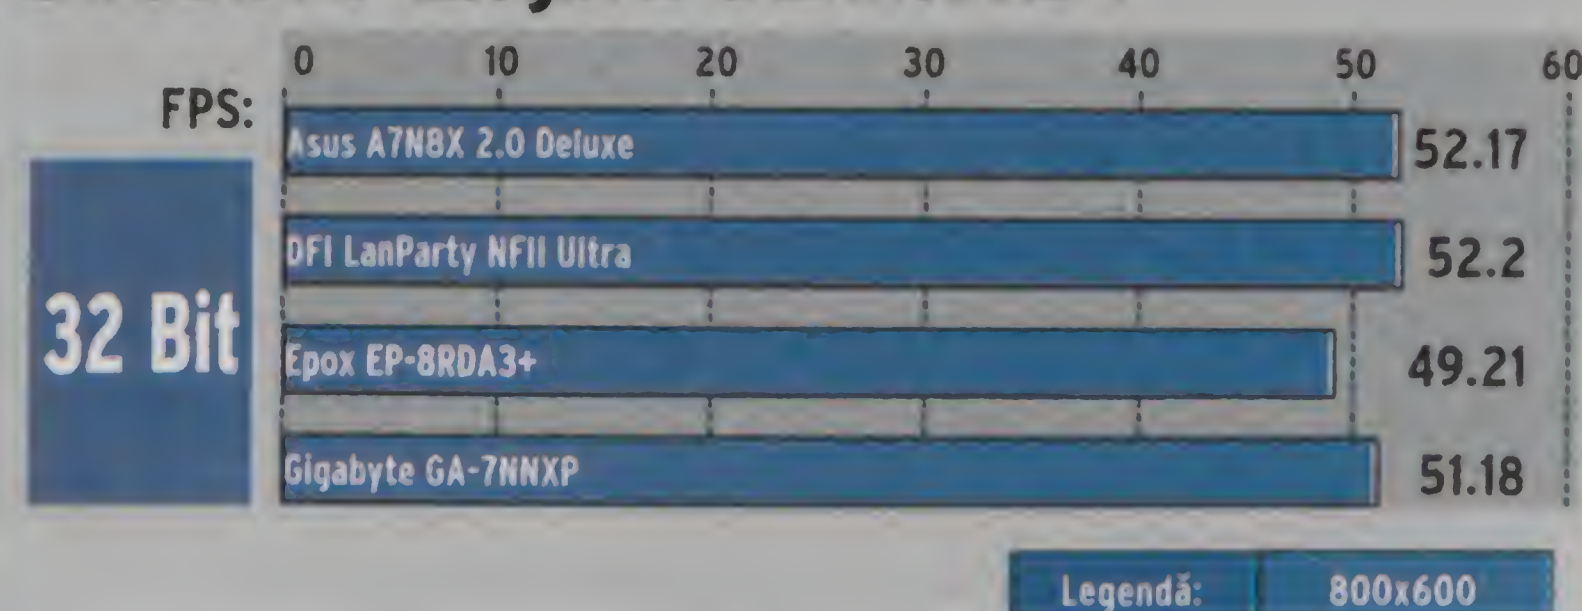 0 10 20 30 40 50 60
FPS:
Asus A7N8X 2.0 Deluxe 52.17
DFI LanParty NFII Ultra 52.2
32 Bit
Epox EP-8RDA3+ 49.21
Gigabyte GA-7NNXP 51.18
Legendă: 800x600